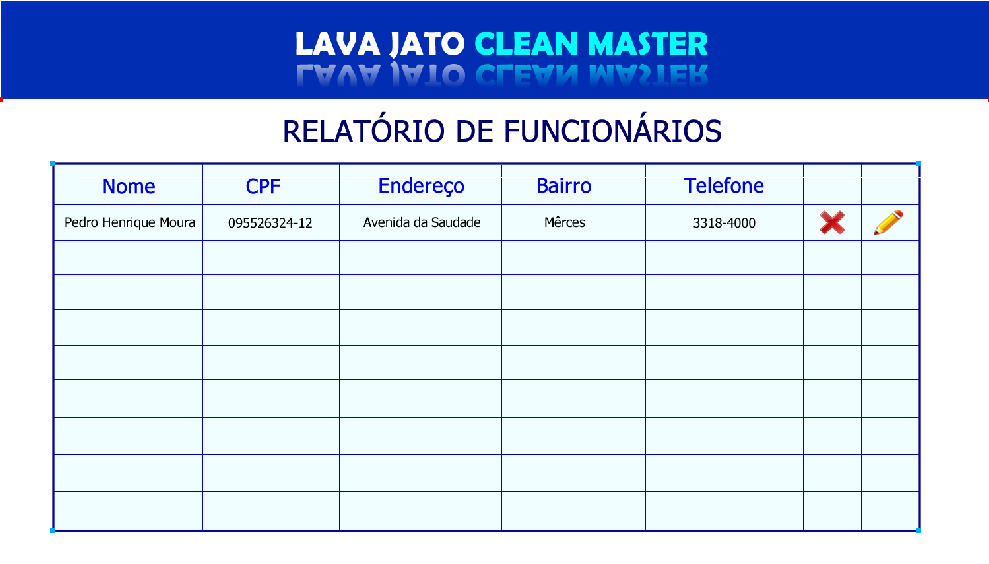 LAVA JATO CLEAN MASTER
RELATÓRIO DE FUNCIONÁRIOS
Nome CPF Endereço Bairro Telefone
Pedro Henrique Moura 095526324-12 Avenida da Saudade Mêrces 3318-4000